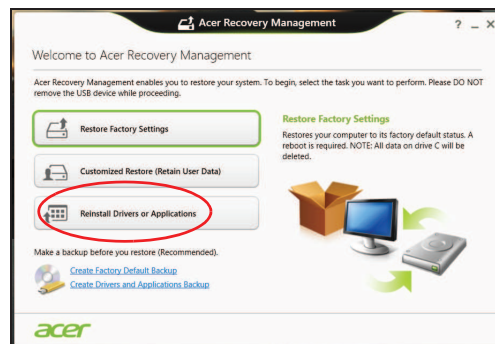 Acer Recovery Management
? _ X
Welcome to Acer Recovery Management
Acer Recovery Management enables you to restore your system. To begin, select the task you want to perform. Please DO NOT
remove the USB device while proceeding.
Restore Factory Settings
Customized Restore (Retain User Data)
Reinstall Drivers or Applications
Restore Factory Settings
Restores your computer to its factory default status. A
reboot is required. NOTE: All data on drive C will be
deleted.
Make a backup before you restore (Recommended).
Create Factory Default Backup
Create Drivers and Applications Backup
acer